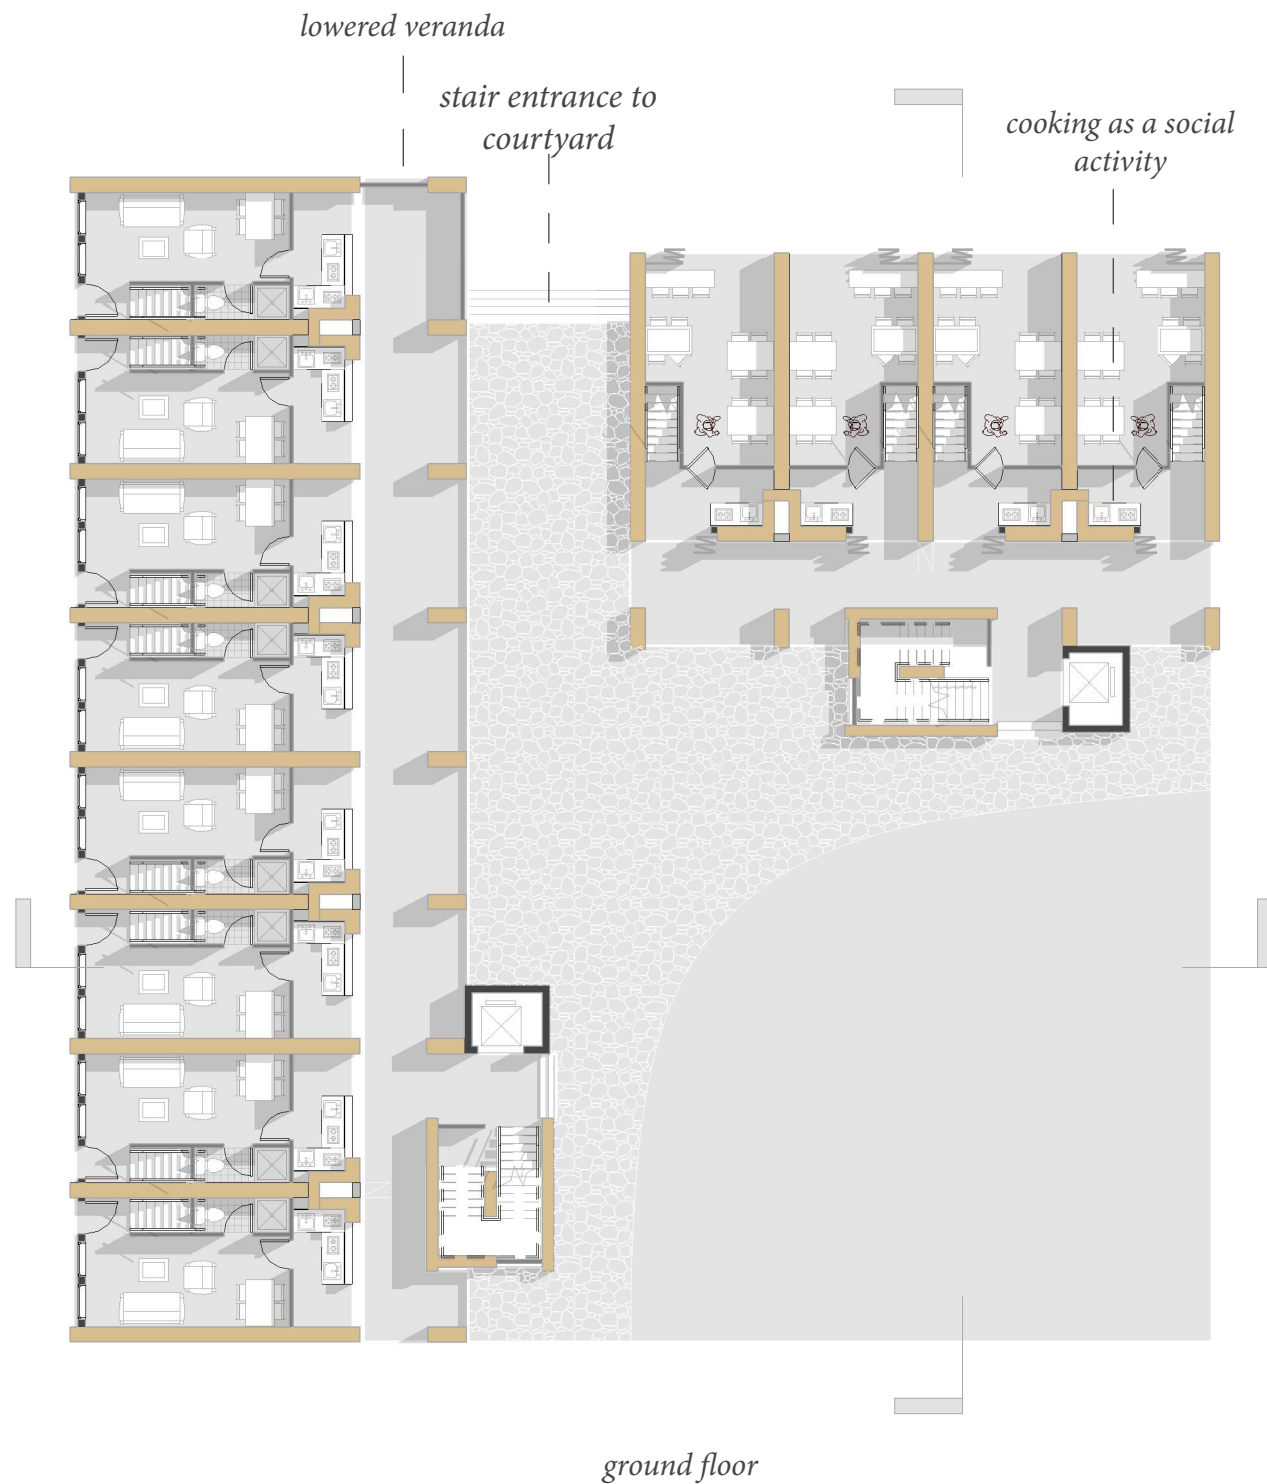 lowered veranda
stair entrance to
courtyard
cooking as a social
activity
ground floor